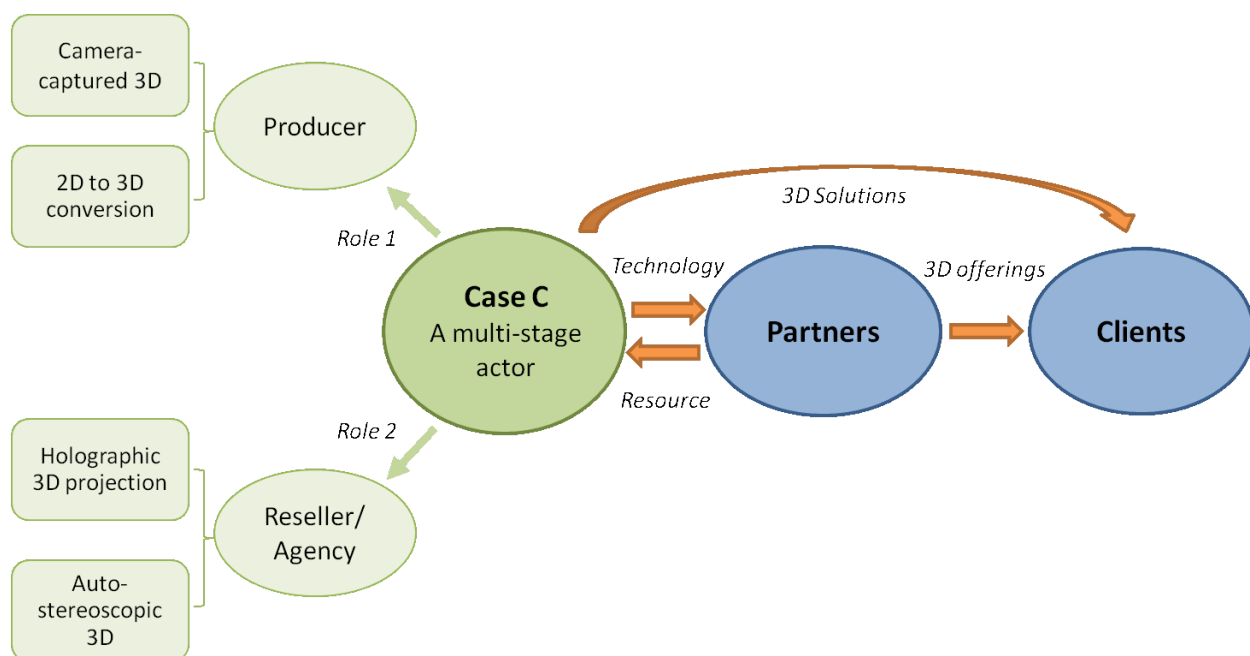 Camera-
captured 3D
Producer
2D to 3D
conversion
Role 1
3D Solutions
Technology
3D offerings
Case C
A multi-stage
actor
Partners
Clients
Resource
Role 2
Holographic
3D projection
Reseller/
Agency
Auto-
stereoscopic
3D